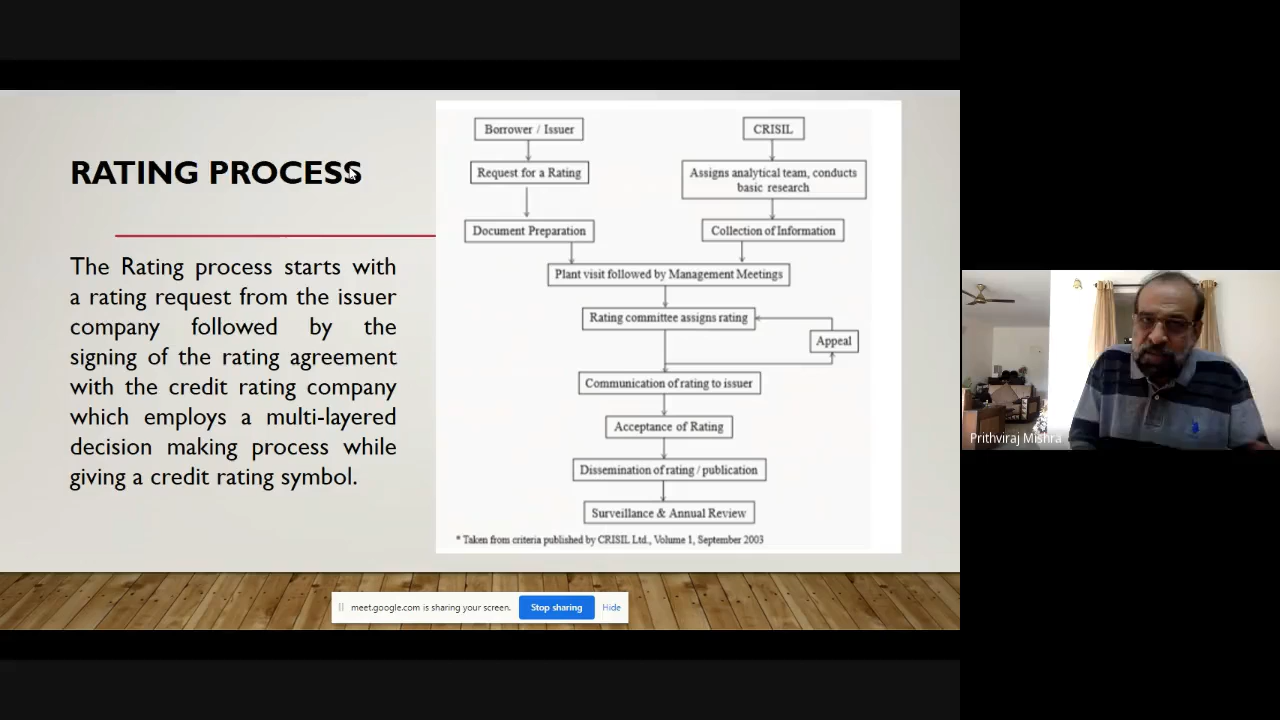 RATING PROCESS
The Rating process starts with
a rating request from the issuer
company followed by the
signing of the rating agreement
with the credit rating company
which employs a multi-layered
decision making process while
giving a credit rating symbol.
Borrower / Issuer
CRISIL
Request for a Rating
Assigns analytical team, conducts
basic research
Document Preparation
Collection of Information
Plant visit followed by Management Meetings
Rating committee assigns rating
Appeal
Communication of rating to issuer
Acceptance of Rating
Dissemination of rating / publication
Surveillance & Annual Review
* Taken from criteria published by CRISIL Ltd., Volume 1, September 2003
meet.google.com is sharing your screen.
Stop sharing
Hide
Prithviraj Mishra